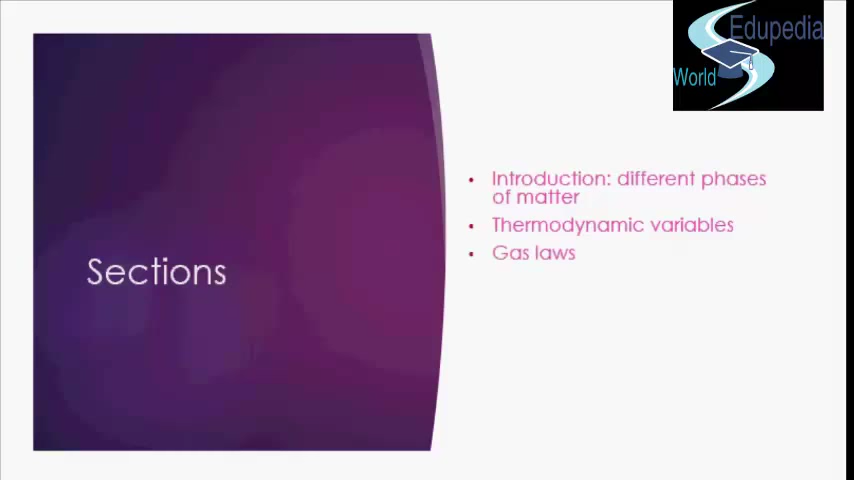 Edupedia
World
Sections
• Introduction: different phases
of matter
• Thermodynamic variables
• Gas laws